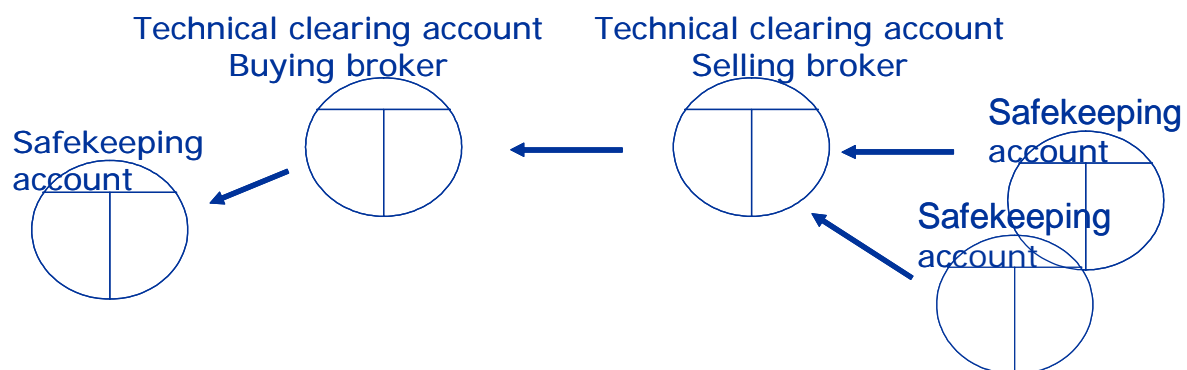 Technical clearing account
Buying broker
Technical clearing account
Selling broker
Safekeeping
account
Safekeeping
account
Safekeeping
account